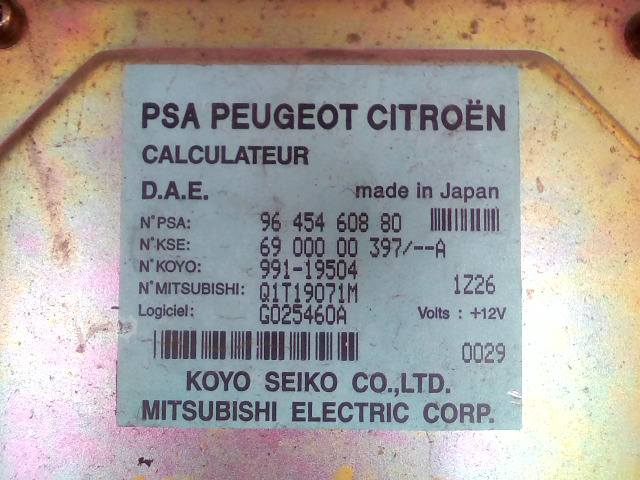 PSA PEUGEOT CITROËN
CALCULATEUR
D.A.E. made in Japan
N°PSA: 96 454 608 80
N°KSE: 69 000 00 397/--A
N°KOYO: 991-19504
N°MITSUBISHI: Q1T19071M 1Z26
Logiciel: G025460A Volts : +12V
0029
KOYO SEIKO CO.,LTD.
MITSUBISHI ELECTRIC CORP.